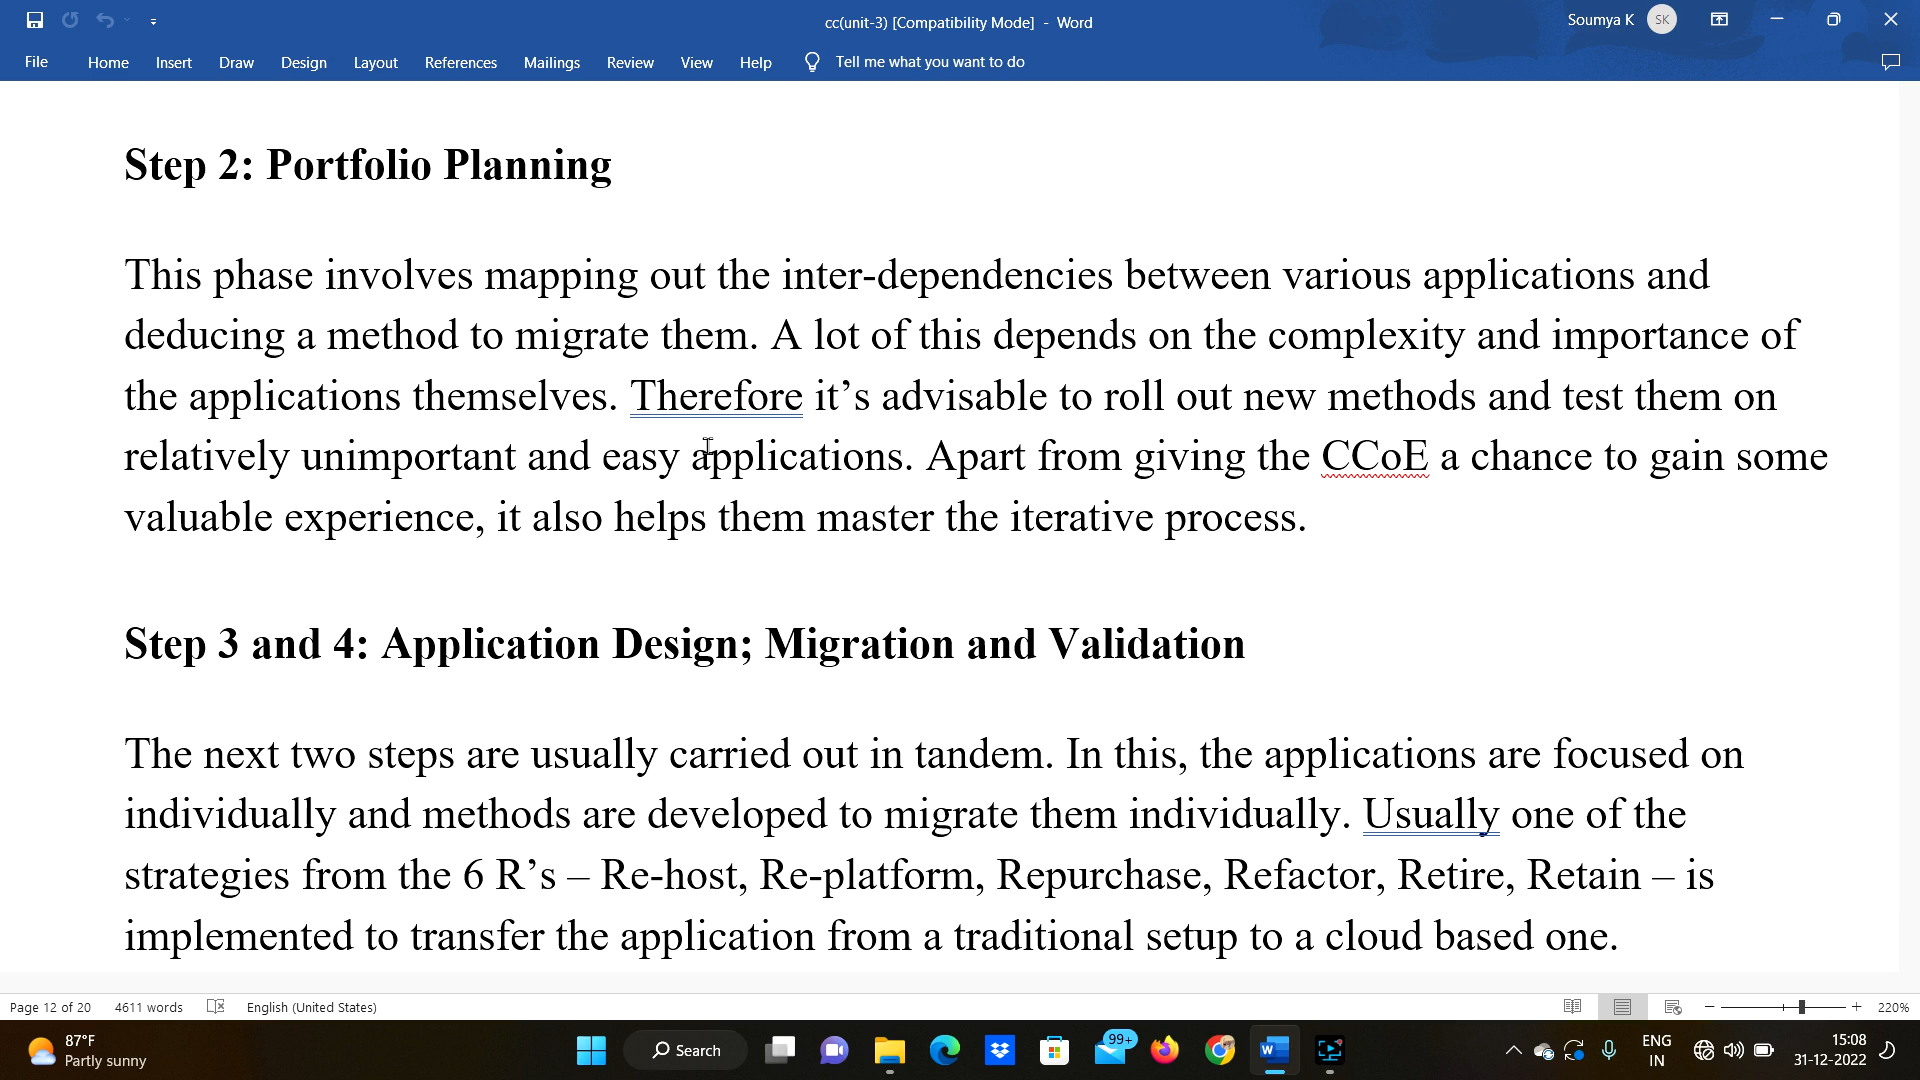 cc(unit-3) [Compatibility Mode] - Word
Soumya K
SK
File Home Insert Draw Design Layout References Mailings Review View Help Tell me what you want to do
Step 2: Portfolio Planning
This phase involves mapping out the inter-dependencies between various applications and
deducing a method to migrate them. A lot of this depends on the complexity and importance of
the applications themselves. Therefore it’s advisable to roll out new methods and test them on
relatively unimportant and easy applications. Apart from giving the CCoE a chance to gain some
valuable experience, it also helps them master the iterative process.
Step 3 and 4: Application Design; Migration and Validation
The next two steps are usually carried out in tandem. In this, the applications are focused on
individually and methods are developed to migrate them individually. Usually one of the
strategies from the 6 R’s – Re-host, Re-platform, Repurchase, Refactor, Retire, Retain – is
implemented to transfer the application from a traditional setup to a cloud based one.
Page 12 of 20 4611 words English (United States) 220%
87°F
Partly sunny
Search
99+
ENG
IN
15:08
31-12-2022